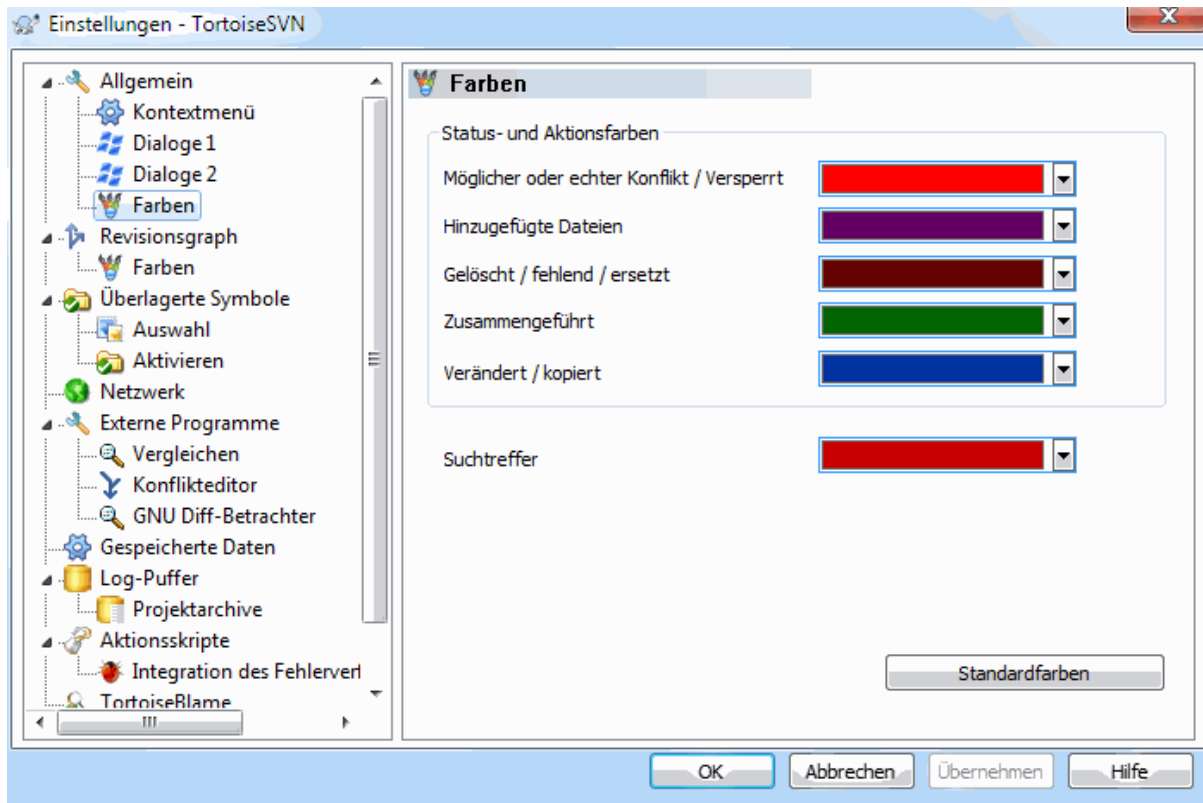 Einstellungen - TortoiseSVN
Allgemein
Kontextmenü
Dialoge 1
Dialoge 2
Farben
Revisionsgraph
Farben
Überlagerte Symbole
Auswahl
Aktivieren
Netzwerk
Externe Programme
Vergleichen
Konflikteditor
GNU Diff-Betrachter
Gespeicherte Daten
Log-Puffer
Projektarchive
Aktionsskripte
Integration des Fehlerverf
TortoiseBlame
Farben
Status- und Aktionsfarben
Möglicher oder echter Konflikt / Versperrt
Hinzugefügte Dateien
Gelöscht / fehlend / ersetzt
Zusammengeführt
Verändert / kopiert
Suchtreffer
Standardfarben
OK Abbrechen Übernehmen Hilfe